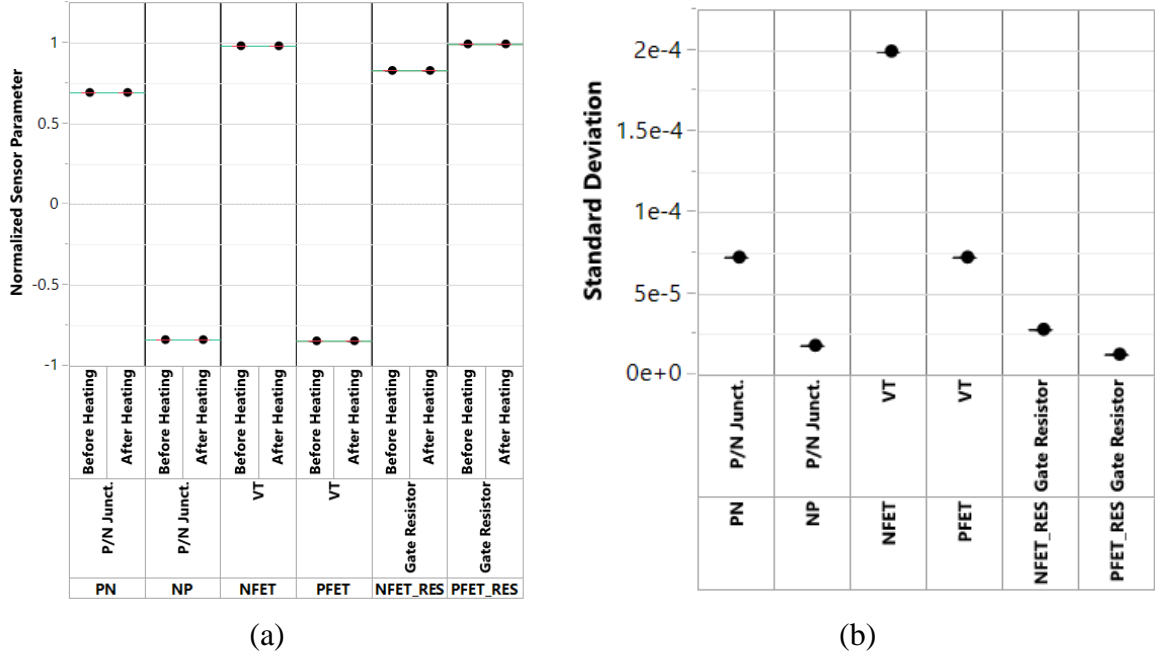 Normalized Sensor Parameter
1
0.5
0
-0.5
-1
Before Heating
After Heating
Before Heating
After Heating
Before Heating
After Heating
Before Heating
After Heating
Before Heating
After Heating
Before Heating
After Heating
P/N Junct.
P/N Junct.
VT
VT
Gate Resistor
Gate Resistor
PN NP NFET PFET NFET_RES PFET_RES
(a)
Standard Deviation
2e-4
1.5e-4
1e-4
5e-5
0e+0
P/N Junct.
P/N Junct.
VT
VT
Gate Resistor
Gate Resistor
PN
NP
NFET
PFET
NFET_RES
PFET_RES
(b)